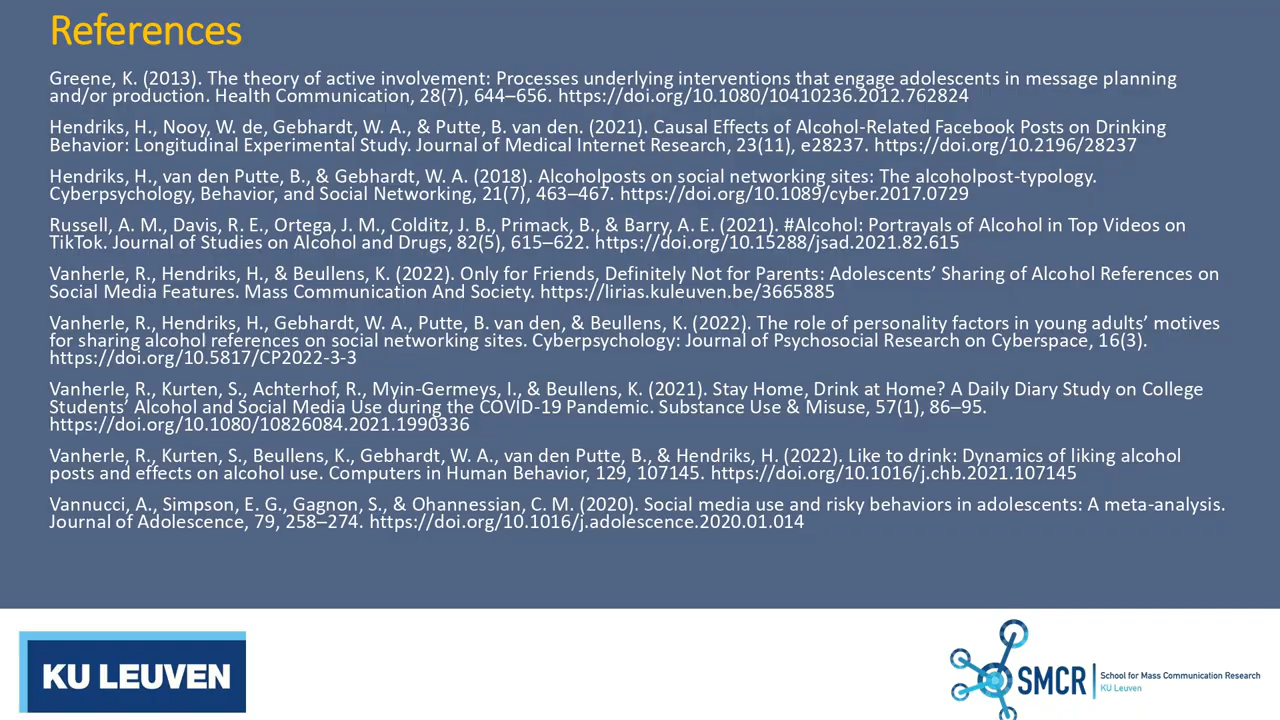 References
Greene, K. (2013). The theory of active involvement: Processes underlying interventions that engage adolescents in message planning
and/or production. Health Communication, 28(7), 644–656. https://doi.org/10.1080/10410236.2012.762824
Hendriks, H., Nooy, W. de, Gebhardt, W. A., & Putte, B. van den. (2021). Causal Effects of Alcohol-Related Facebook Posts on Drinking
Behavior: Longitudinal Experimental Study. Journal of Medical Internet Research, 23(11), e28237. https://doi.org/10.2196/28237
Hendriks, H., van den Putte, B., & Gebhardt, W. A. (2018). Alcoholposts on social networking sites: The alcoholpost-typology.
Cyberpsychology, Behavior, and Social Networking, 21(7), 463–467. https://doi.org/10.1089/cyber.2017.0729
Russell, A. M., Davis, R. E., Ortega, J. M., Colditz, J. B., Primack, B., & Barry, A. E. (2021). #Alcohol: Portrayals of Alcohol in Top Videos on
TikTok. Journal of Studies on Alcohol and Drugs, 82(5), 615–622. https://doi.org/10.15288/jsad.2021.82.615
Vanherle, R., Hendriks, H., & Beullens, K. (2022). Only for Friends, Definitely Not for Parents: Adolescents’ Sharing of Alcohol References on
Social Media Features. Mass Communication And Society. https://lirias.kuleuven.be/3665885
Vanherle, R., Hendriks, H., Gebhardt, W. A., Putte, B. van den, & Beullens, K. (2022). The role of personality factors in young adults’ motives
for sharing alcohol references on social networking sites. Cyberpsychology: Journal of Psychosocial Research on Cyberspace, 16(3).
https://doi.org/10.5817/CP2022-3-3
Vanherle, R., Kurten, S., Achterhof, R., Myin-Germeys, I., & Beullens, K. (2021). Stay Home, Drink at Home? A Daily Diary Study on College
Students’ Alcohol and Social Media Use during the COVID-19 Pandemic. Substance Use & Misuse, 57(1), 86–95.
https://doi.org/10.1080/10826084.2021.1990336
Vanherle, R., Kurten, S., Beullens, K., Gebhardt, W. A., van den Putte, B., & Hendriks, H. (2022). Like to drink: Dynamics of liking alcohol
posts and effects on alcohol use. Computers in Human Behavior, 129, 107145. https://doi.org/10.1016/j.chb.2021.107145
Vannucci, A., Simpson, E. G., Gagnon, S., & Ohannessian, C. M. (2020). Social media use and risky behaviors in adolescents: A meta-analysis.
Journal of Adolescence, 79, 258–274. https://doi.org/10.1016/j.adolescence.2020.01.014
KU LEUVEN
SMCR
School for Mass Communication Research
KU Leuven